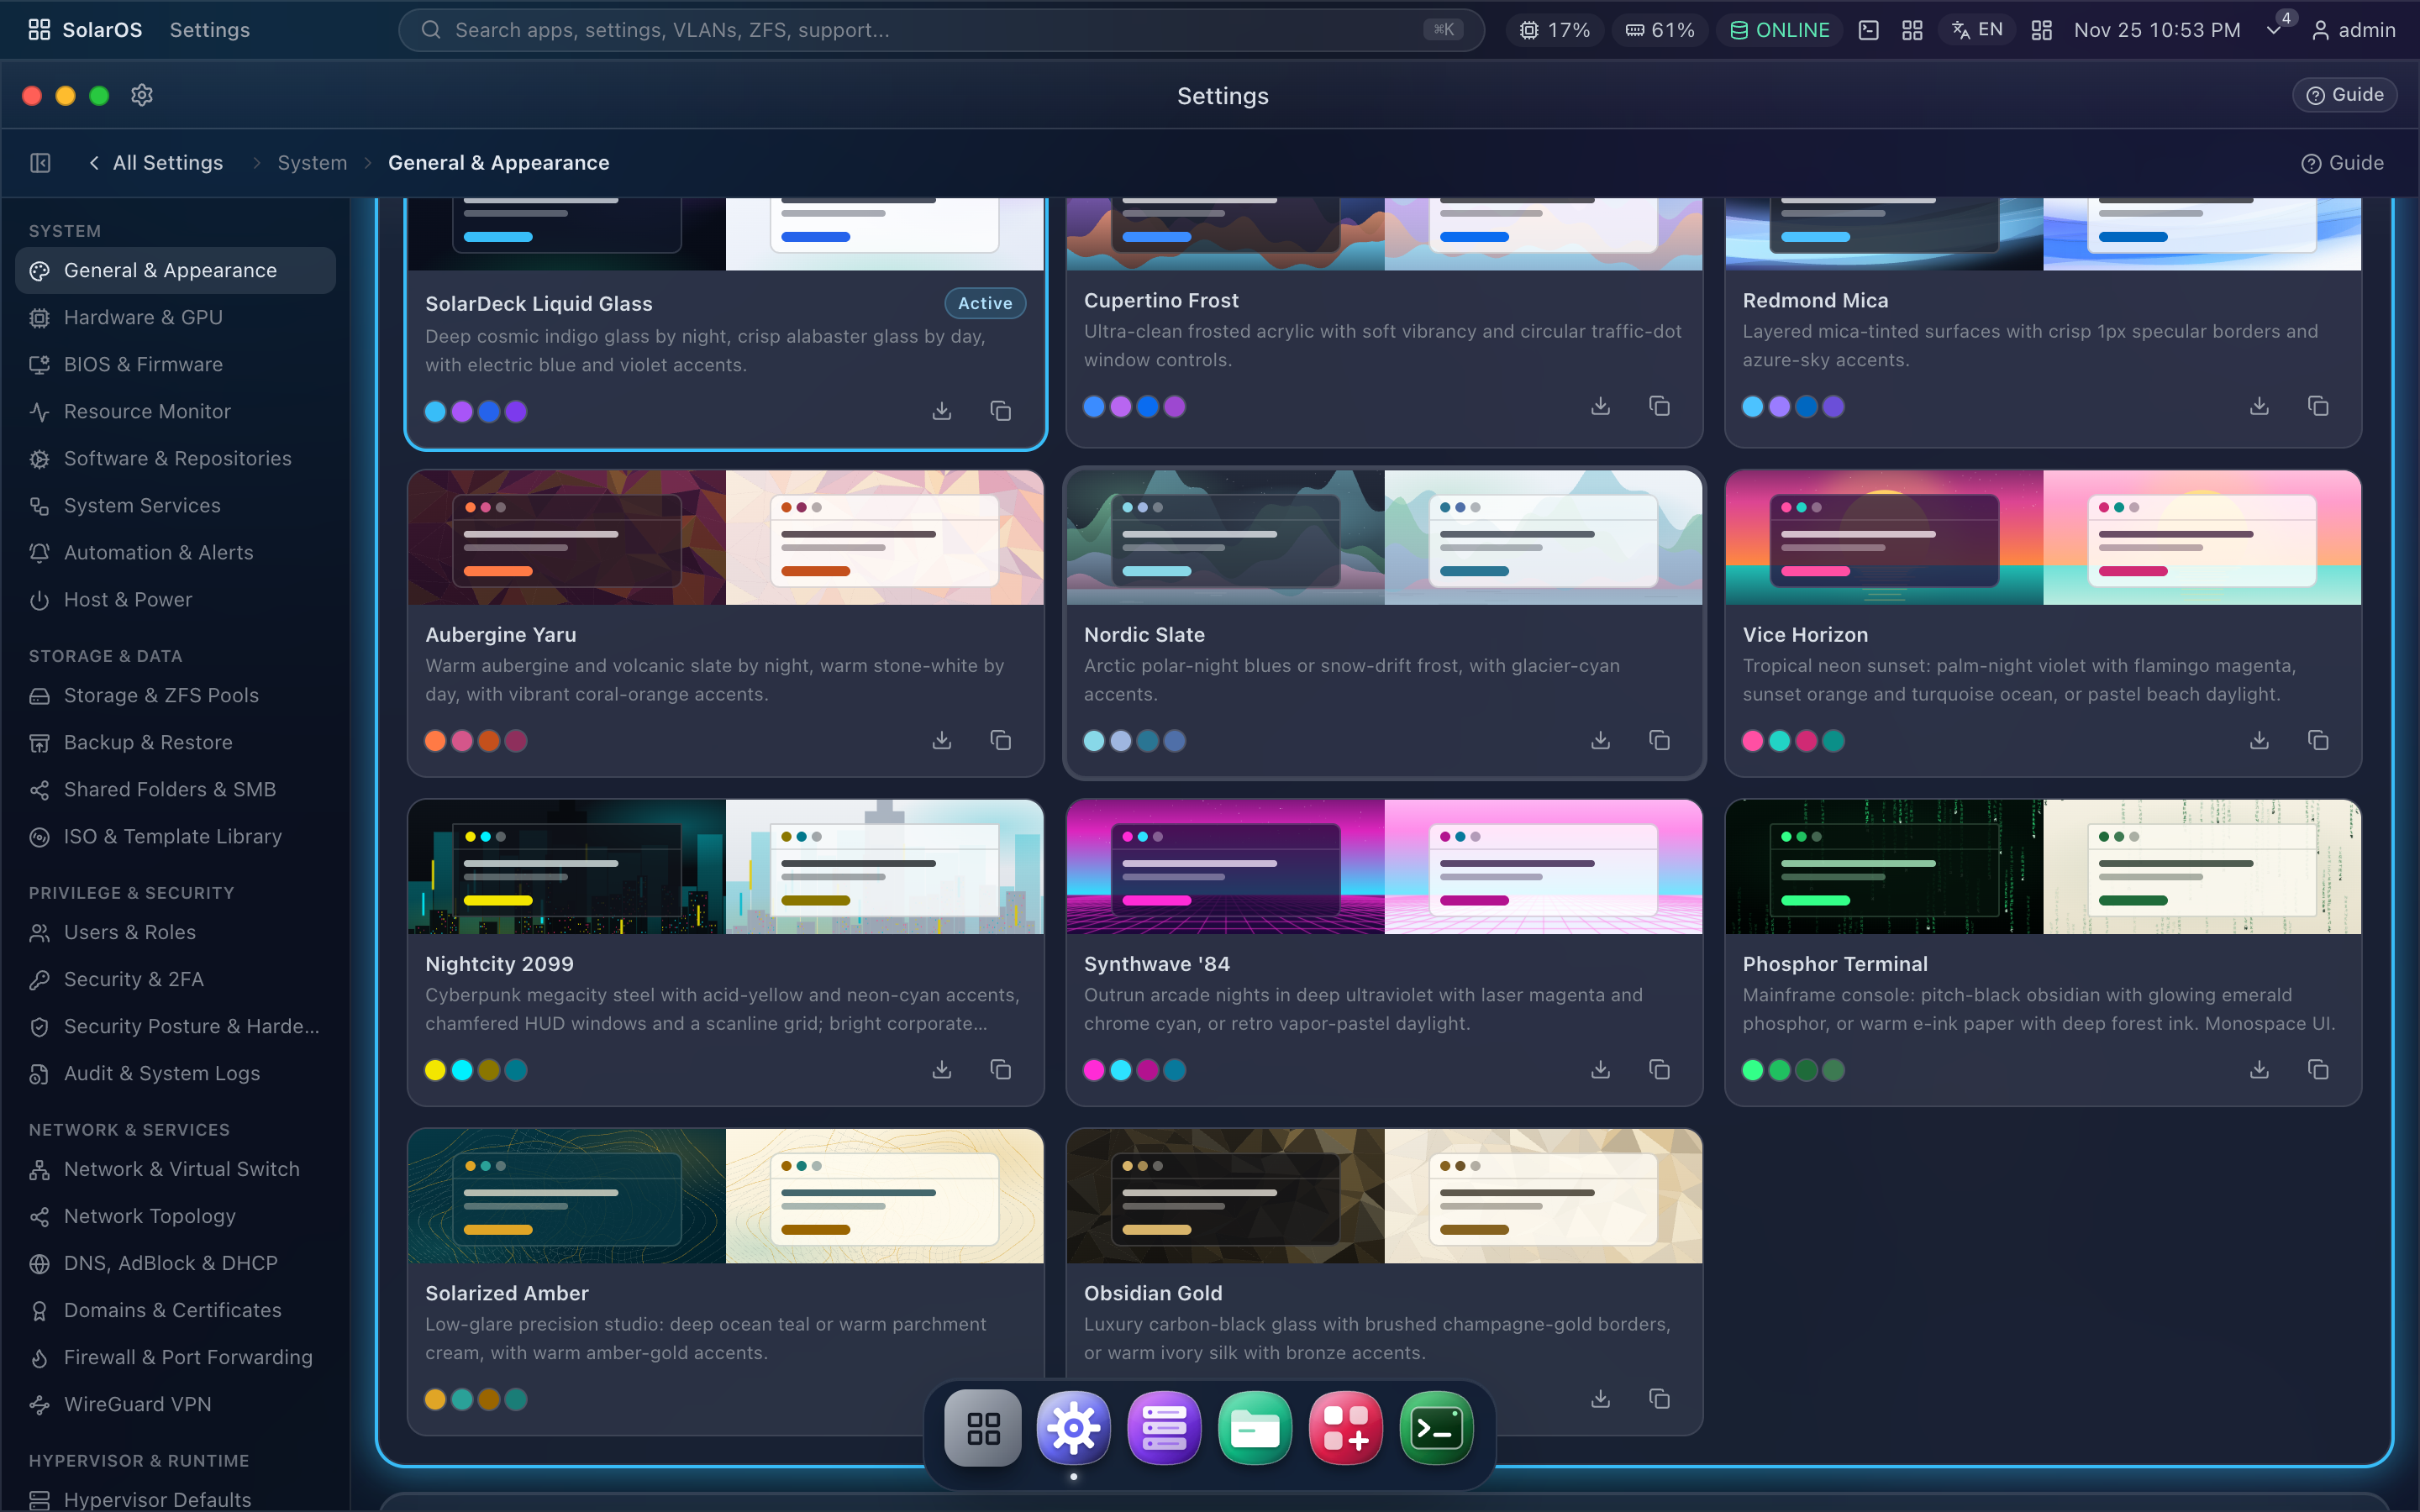 SolarOS
Settings
Search apps, settings, VLANs, ZFS, support...
⌘K
17%
61%
ONLINE
EN
Nov 25 10:53 PM
4
admin
Settings
Guide
All Settings
System
General & Appearance
Guide
SYSTEM
General & Appearance
Hardware & GPU
BIOS & Firmware
Resource Monitor
Software & Repositories
System Services
Automation & Alerts
Host & Power
STORAGE & DATA
Storage & ZFS Pools
Backup & Restore
Shared Folders & SMB
ISO & Template Library
PRIVILEGE & SECURITY
Users & Roles
Security & 2FA
Security Posture & Harde...
Audit & System Logs
NETWORK & SERVICES
Network & Virtual Switch
Network Topology
DNS, AdBlock & DHCP
Domains & Certificates
Firewall & Port Forwarding
WireGuard VPN
HYPERVISOR & RUNTIME
Hypervisor Defaults
SolarDeck Liquid Glass
Active
Deep cosmic indigo glass by night, crisp alabaster glass by day,
with electric blue and violet accents.
Cupertino Frost
Ultra-clean frosted acrylic with soft vibrancy and circular traffic-dot
window controls.
Redmond Mica
Layered mica-tinted surfaces with crisp 1px specular borders and
azure-sky accents.
Aubergine Yaru
Warm aubergine and volcanic slate by night, warm stone-white by
day, with vibrant coral-orange accents.
Nordic Slate
Arctic polar-night blues or snow-drift frost, with glacier-cyan
accents.
Vice Horizon
Tropical neon sunset: palm-night violet with flamingo magenta,
sunset orange and turquoise ocean, or pastel beach daylight.
Nightcity 2099
Cyberpunk megacity steel with acid-yellow and neon-cyan accents,
chamfered HUD windows and a scanline grid; bright corporate...
Synthwave '84
Outrun arcade nights in deep ultraviolet with laser magenta and
chrome cyan, or retro vapor-pastel daylight.
Phosphor Terminal
Mainframe console: pitch-black obsidian with glowing emerald
phosphor, or warm e-ink paper with deep forest ink. Monospace UI.
Solarized Amber
Low-glare precision studio: deep ocean teal or warm parchment
cream, with warm amber-gold accents.
Obsidian Gold
Luxury carbon-black glass with brushed champagne-gold borders,
or warm ivory silk with bronze accents.